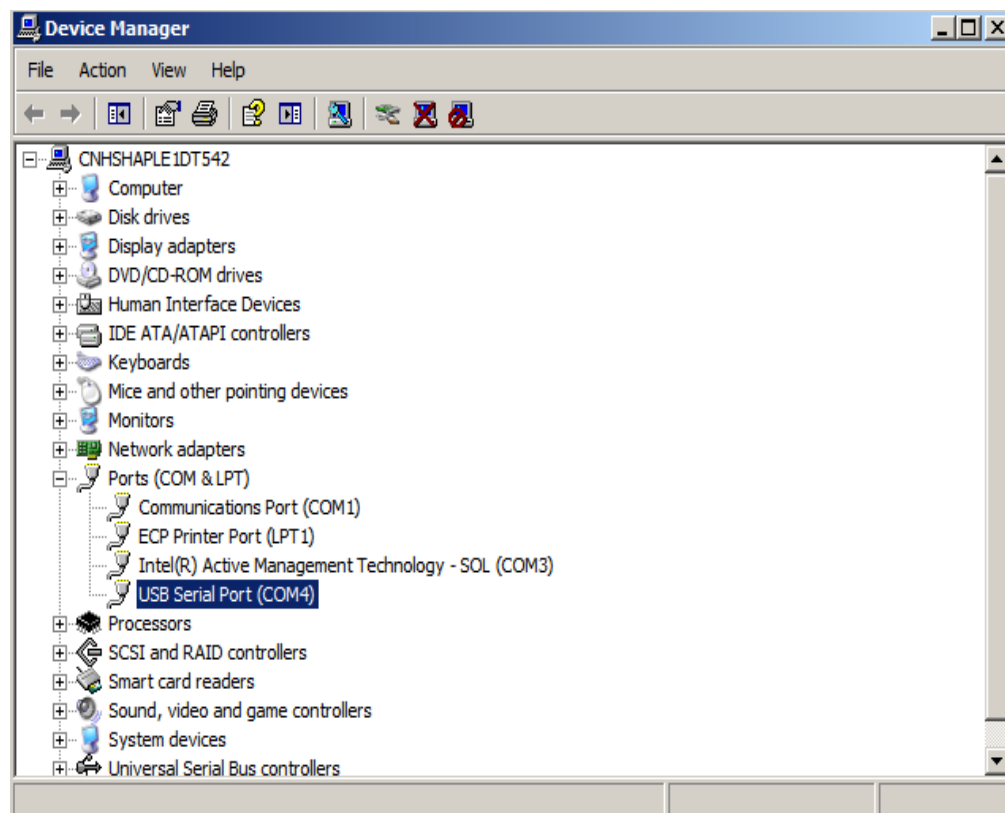 Device Manager
File Action View Help
CNHSHAPLE1DT542
Computer
Disk drives
Display adapters
DVD/CD-ROM drives
Human Interface Devices
IDE ATA/ATAPI controllers
Keyboards
Mice and other pointing devices
Monitors
Network adapters
Ports (COM & LPT)
Communications Port (COM1)
ECP Printer Port (LPT1)
Intel(R) Active Management Technology - SOL (COM3)
USB Serial Port (COM4)
Processors
SCSI and RAID controllers
Smart card readers
Sound, video and game controllers
System devices
Universal Serial Bus controllers